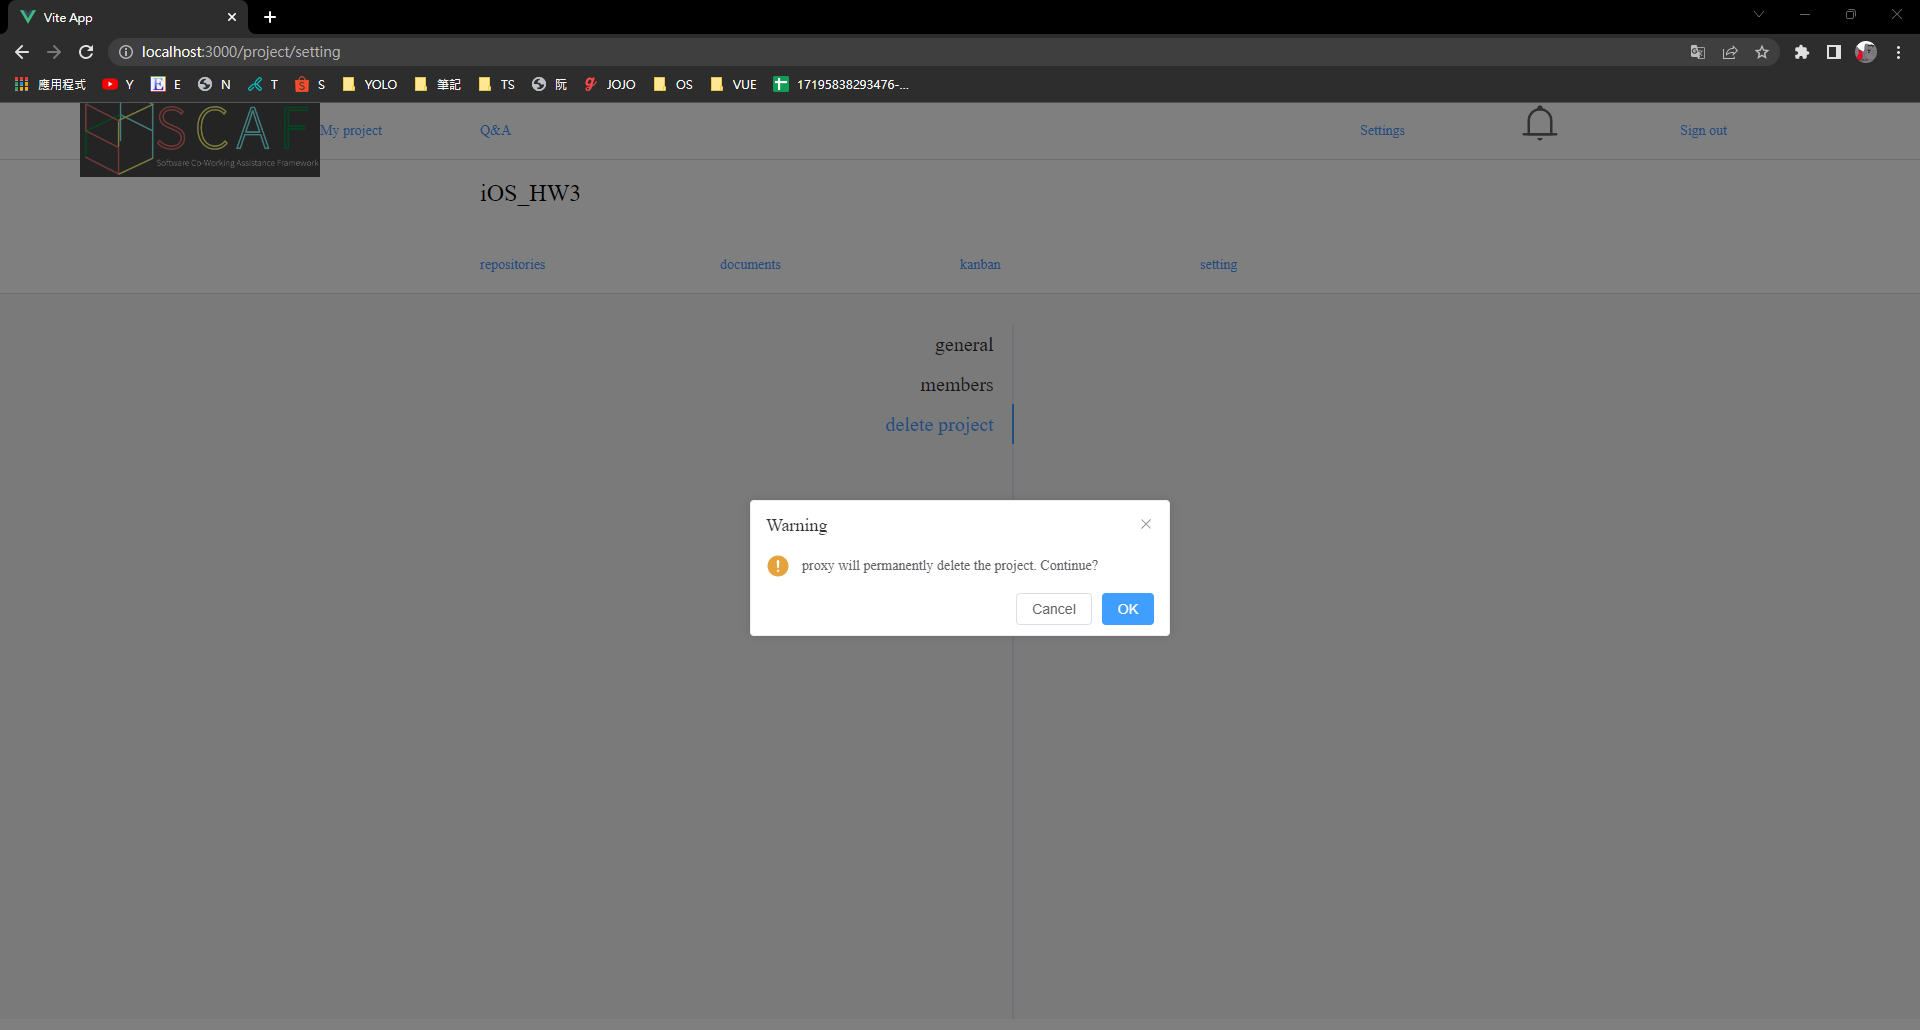 Vite App
localhost:3000/project/setting
應用程式 Y E N T S YOLO 筆記 TS 阮 JOJO OS VUE 17195838293476-...
SCAF
Software Co-Working Assistance Framework
My project Q&A Settings Sign out
iOS_HW3
repositories documents kanban setting
general
members
delete project
Warning
proxy will permanently delete the project. Continue?
Cancel OK